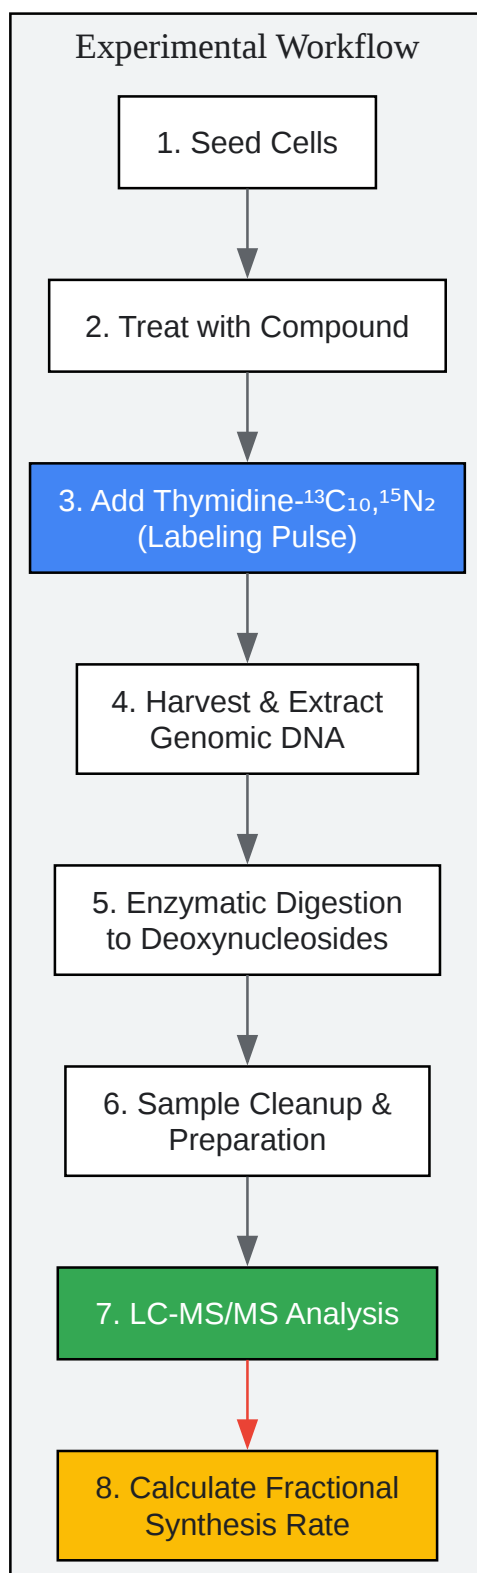 Experimental Workflow
1. Seed Cells
2. Treat with Compound
3. Add Thymidine-¹³C₁₀,¹⁵N₂
(Labeling Pulse)
4. Harvest & Extract
Genomic DNA
5. Enzymatic Digestion
to Deoxynucleosides
6. Sample Cleanup &
Preparation
7. LC-MS/MS Analysis
8. Calculate Fractional
Synthesis Rate